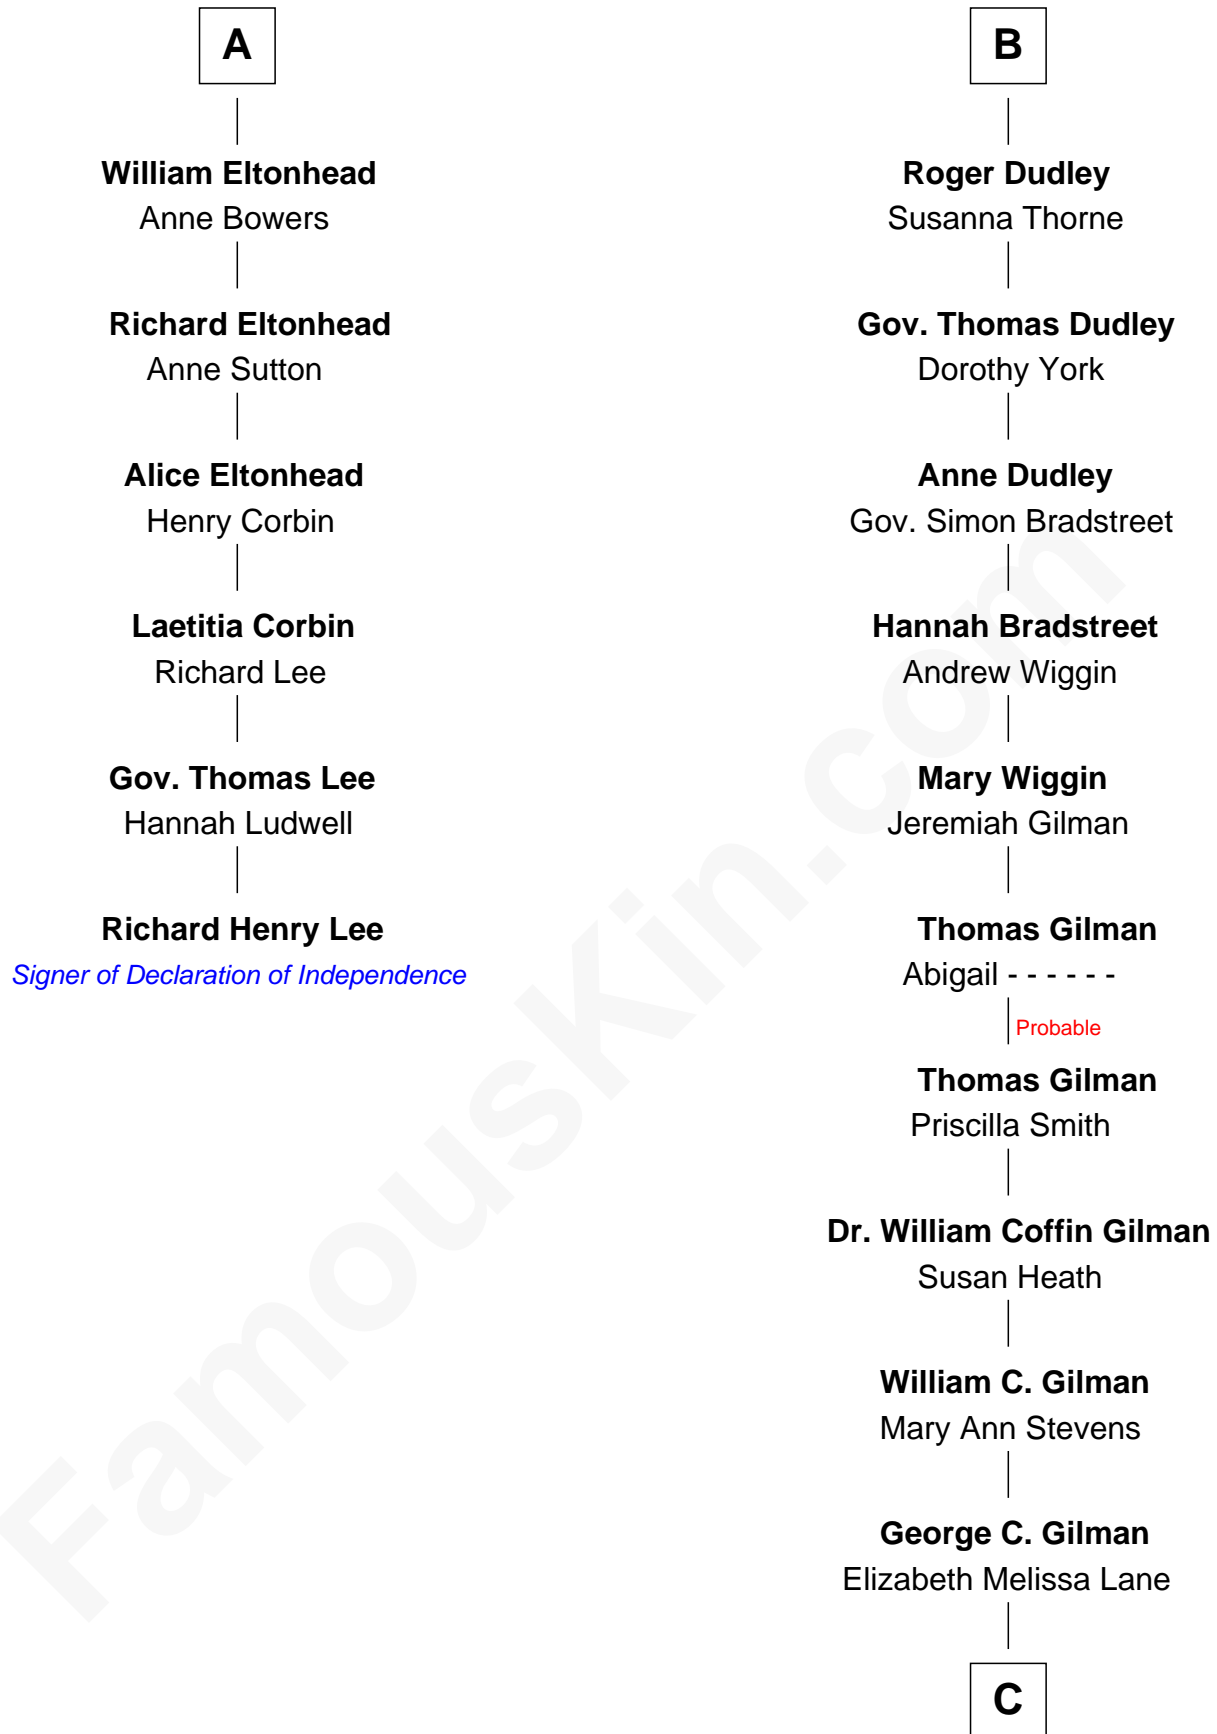 A
William Eltonhead
Anne Bowers
Richard Eltonhead
Anne Sutton
Alice Eltonhead
Henry Corbin
Laetitia Corbin
Richard Lee
Gov. Thomas Lee
Hannah Ludwell
Richard Henry Lee
Signer of Declaration of Independence
B
Roger Dudley
Susanna Thorne
Gov. Thomas Dudley
Dorothy York
Anne Dudley
Gov. Simon Bradstreet
Hannah Bradstreet
Andrew Wiggin
Mary Wiggin
Jeremiah Gilman
Thomas Gilman
Abigail - - - - - -
Probable
Thomas Gilman
Priscilla Smith
Dr. William Coffin Gilman
Susan Heath
William C. Gilman
Mary Ann Stevens
George C. Gilman
Elizabeth Melissa Lane
C
FamousKin.com